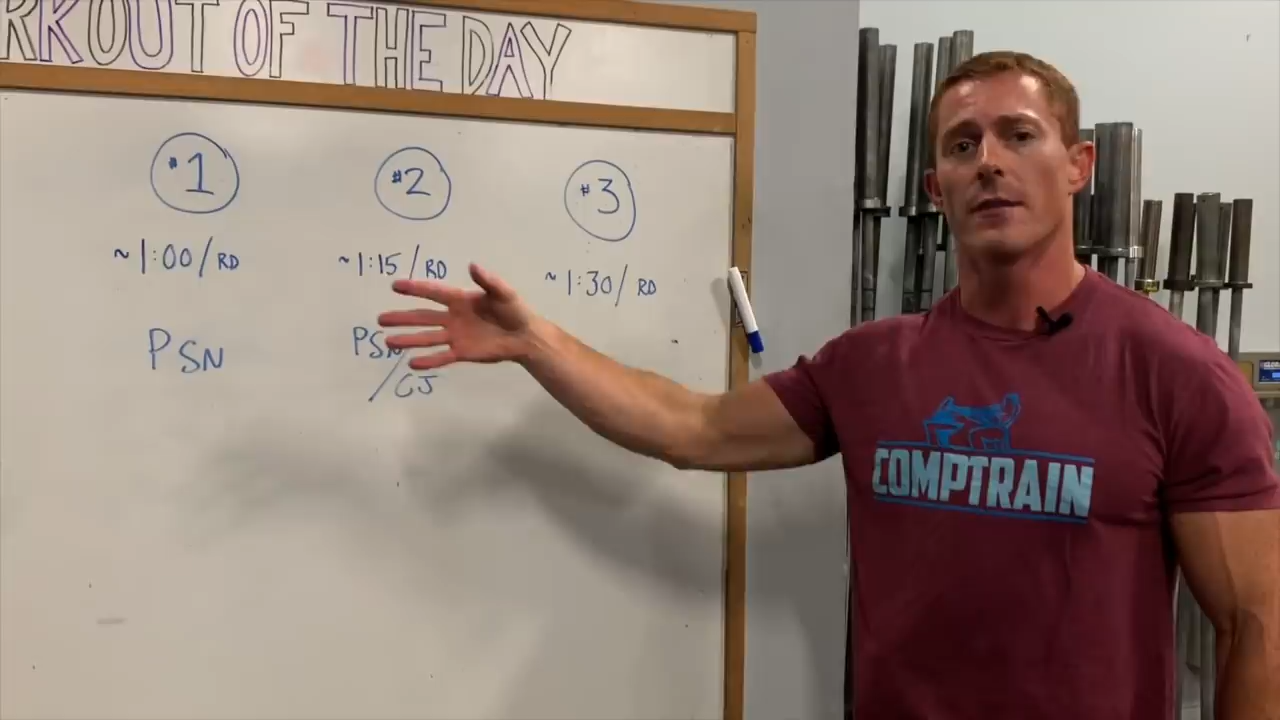 RKOUT OF THE DAY
#1
~1:00/RD
PSN
#2
~1:15/RD
PSN
/CJ
#3
~1:30/RD
COMPTRAIN